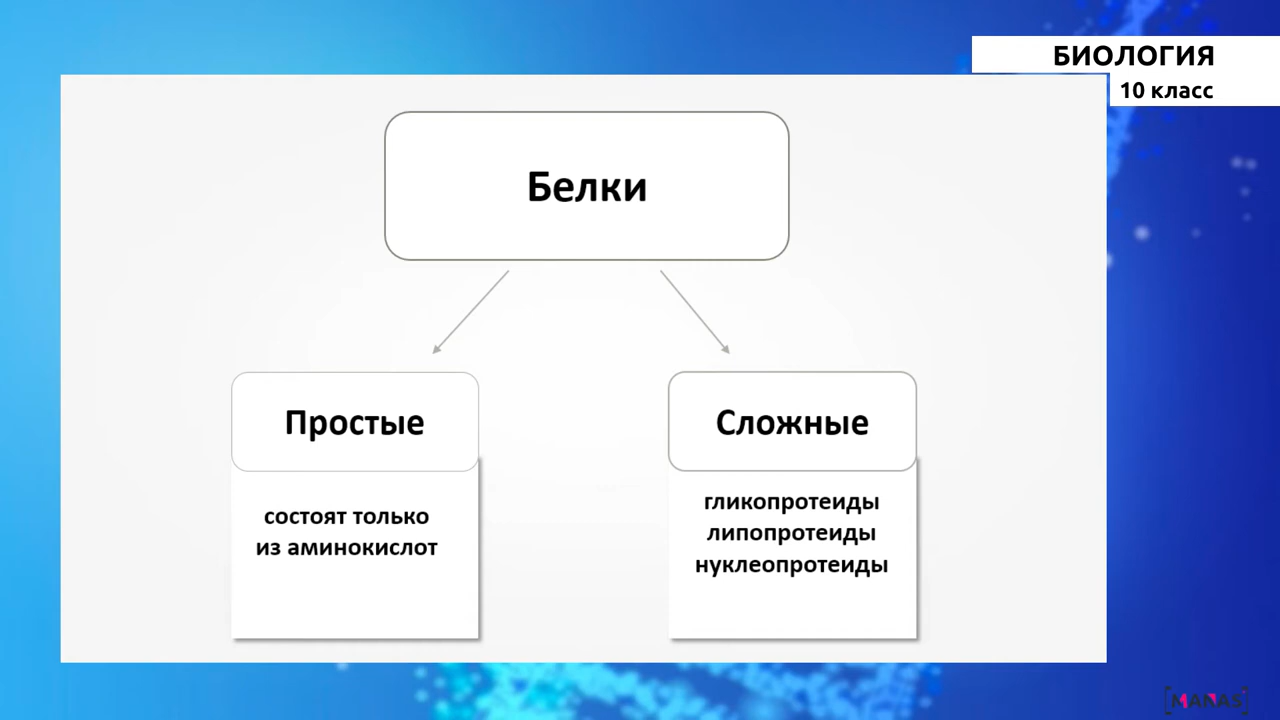 БИОЛОГИЯ
10 класс
Белки
Простые
состоят только
из аминокислот
Сложные
гликопротеиды
липопротеиды
нуклеопротеиды
[MANAS]